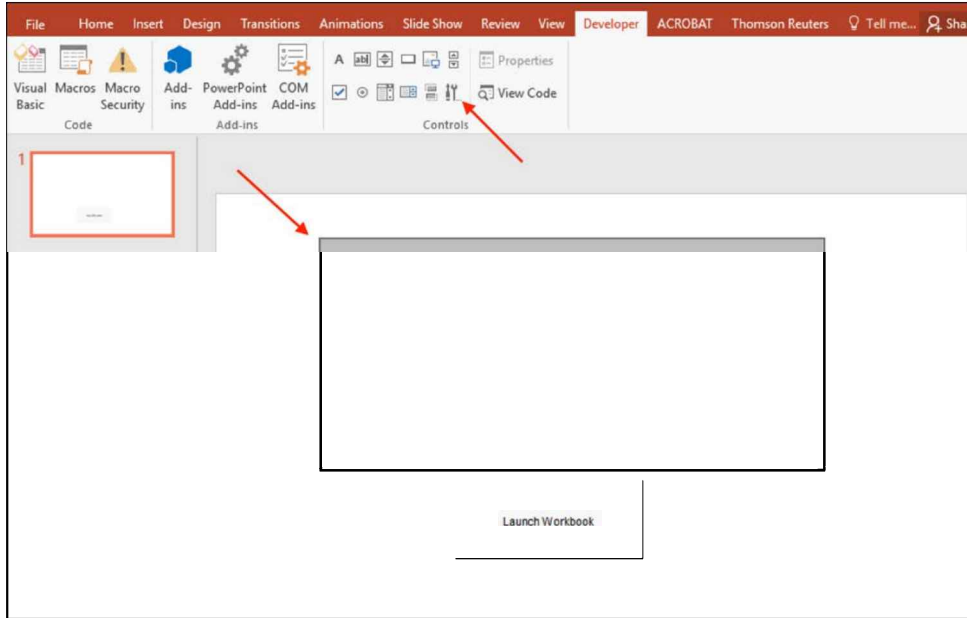 File Home Insert Design Transitions Animations Slide Show Review View Developer ACROBAT Thomson Reuters Tell me... Sha
A ab Properties
Visual Macros Macro Add- PowerPoint COM View Code
Basic Security ins Add-ins Add-ins
Code Add-ins Controls
1
Launch Workbook